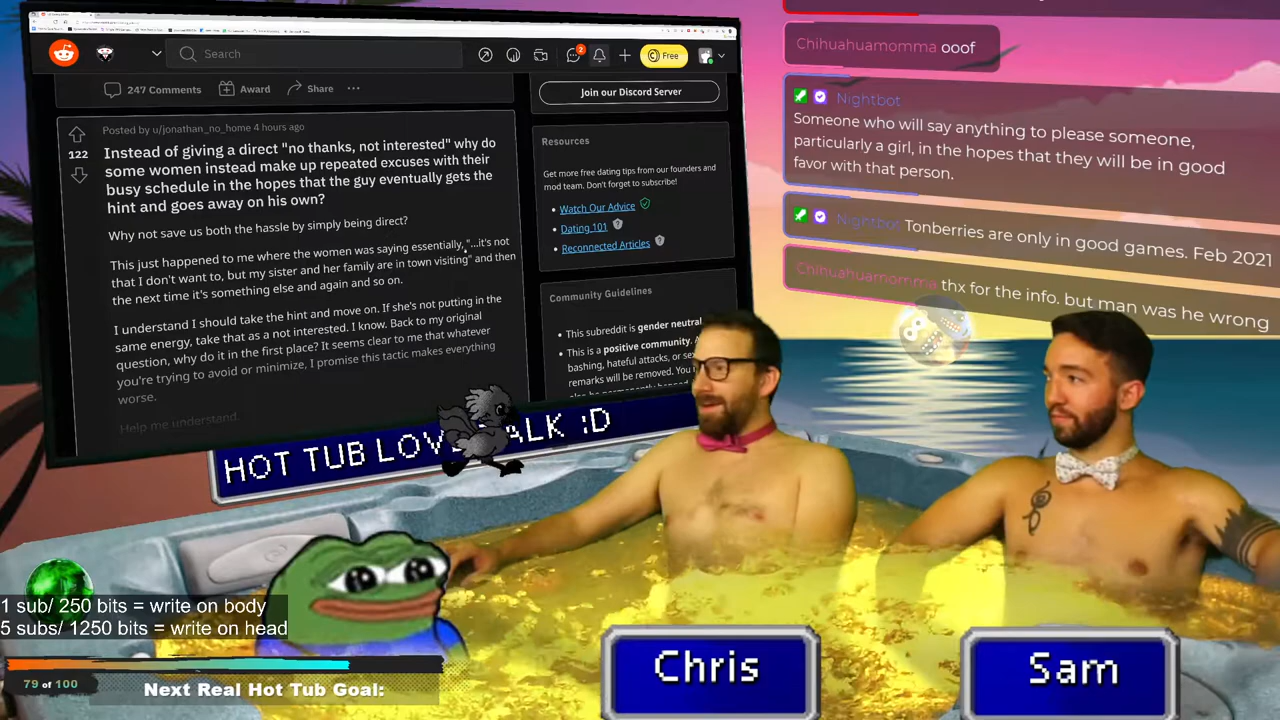 Search
2
Free
247 Comments
Award
Share
Posted by u/jonathan_no_home 4 hours ago
122
Instead of giving a direct "no thanks, not interested" why do
some women instead make up repeated excuses with their
busy schedule in the hopes that the guy eventually gets the
hint and goes away on his own?
Why not save us both the hassle by simply being direct?
This just happened to me where the women was saying essentially, "...it's not
that I don't want to, but my sister and her family are in town visiting" and then
the next time it's something else and again and so on.
I understand I should take the hint and move on. If she's not putting in the
same energy, take that as a not interested. I know. Back to my original
question, why do it in the first place? It seems clear to me that whatever
you're trying to avoid or minimize, I promise this tactic makes everything
worse.
Help me understand.
Join our Discord Server
Resources
Get more free dating tips from our founders and
mod team. Don't forget to subscribe!
Watch Our Advice
Dating 101
Reconnected Articles
Community Guidelines
This subreddit is gender neutral
This is a positive community.
bashing, hateful attacks, or
remarks will be removed.
Chihuahuamomma ooof
Nightbot
Someone who will say anything to please someone,
particularly a girl, in the hopes that they will be in good
favor with that person.
Nightbot Tonberries are only in good games. Feb 2021
Chihuahuamomma thx for the info. but man was he wrong
HOT TUB LOV ALK :D
1 sub/ 250 bits = write on body
5 subs/ 1250 bits = write on head
79 of 100
Next Real Hot Tub Goal:
Chris
Sam